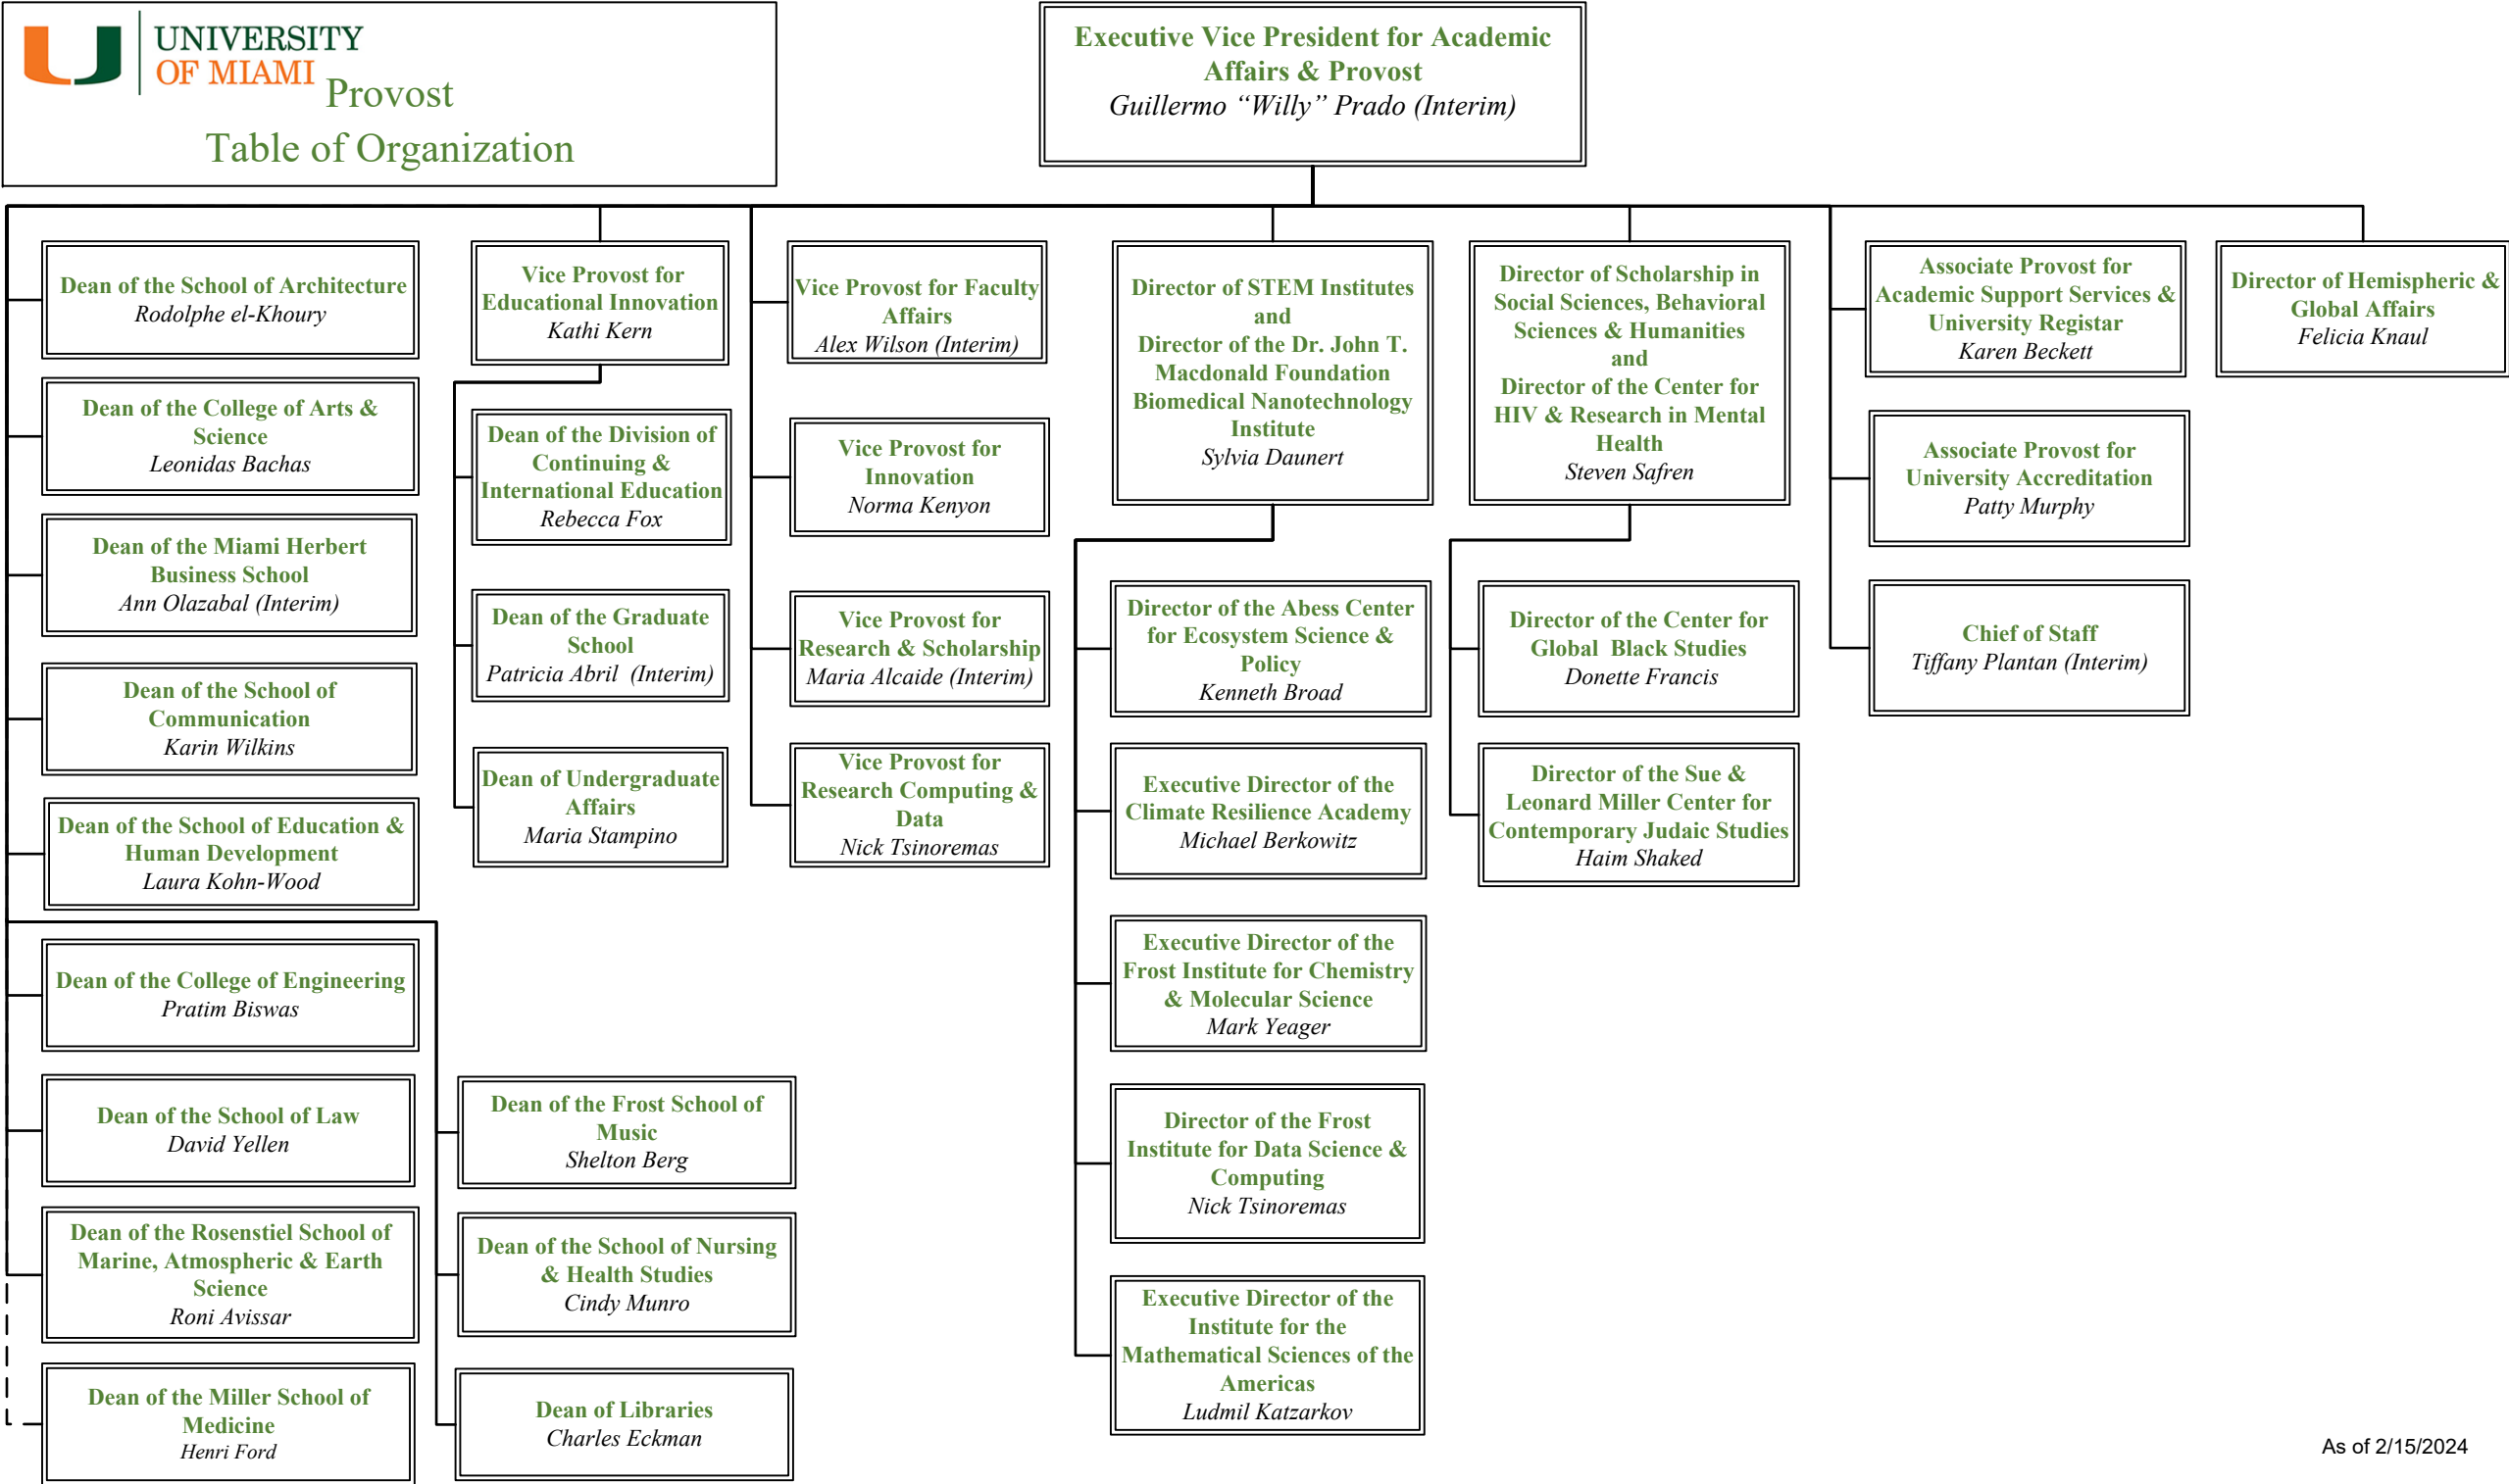 UNIVERSITY
OF MIAMI
Provost
Table of Organization
Executive Vice President for Academic
Affairs & Provost
Guillermo “Willy” Prado (Interim)
Dean of the School of Architecture
Rodolphe el-Khoury
Dean of the College of Arts &
Science
Leonidas Bachas
Dean of the Miami Herbert
Business School
Ann Olazabal (Interim)
Dean of the School of
Communication
Karin Wilkins
Dean of the School of Education &
Human Development
Laura Kohn-Wood
Dean of the College of Engineering
Pratim Biswas
Dean of the School of Law
David Yellen
Dean of the Rosenstiel School of
Marine, Atmospheric & Earth
Science
Roni Avissar
Dean of the Miller School of
Medicine
Henri Ford
Dean of the Frost School of
Music
Shelton Berg
Dean of the School of Nursing
& Health Studies
Cindy Munro
Dean of Libraries
Charles Eckman
Vice Provost for
Educational Innovation
Kathi Kern
Dean of the Division of
Continuing &
International Education
Rebecca Fox
Dean of the Graduate
School
Patricia Abril (Interim)
Dean of Undergraduate
Affairs
Maria Stampino
Vice Provost for Faculty
Affairs
Alex Wilson (Interim)
Vice Provost for
Innovation
Norma Kenyon
Vice Provost for
Research & Scholarship
Maria Alcaide (Interim)
Vice Provost for
Research Computing &
Data
Nick Tsinoremas
Director of STEM Institutes
and
Director of the Dr. John T.
Macdonald Foundation
Biomedical Nanotechnology
Institute
Sylvia Daunert
Director of the Abess Center
for Ecosystem Science &
Policy
Kenneth Broad
Executive Director of the
Climate Resilience Academy
Michael Berkowitz
Executive Director of the
Frost Institute for Chemistry
& Molecular Science
Mark Yeager
Director of the Frost
Institute for Data Science &
Computing
Nick Tsinoremas
Executive Director of the
Institute for the
Mathematical Sciences of the
Americas
Ludmil Katzarkov
Director of Scholarship in
Social Sciences, Behavioral
Sciences & Humanities
and
Director of the Center for
HIV & Research in Mental
Health
Steven Safren
Director of the Center for
Global Black Studies
Donette Francis
Director of the Sue &
Leonard Miller Center for
Contemporary Judaic Studies
Haim Shaked
Associate Provost for
Academic Support Services &
University Registar
Karen Beckett
Associate Provost for
University Accreditation
Patty Murphy
Chief of Staff
Tiffany Plantan (Interim)
Director of Hemispheric &
Global Affairs
Felicia Knaul
As of 2/15/2024